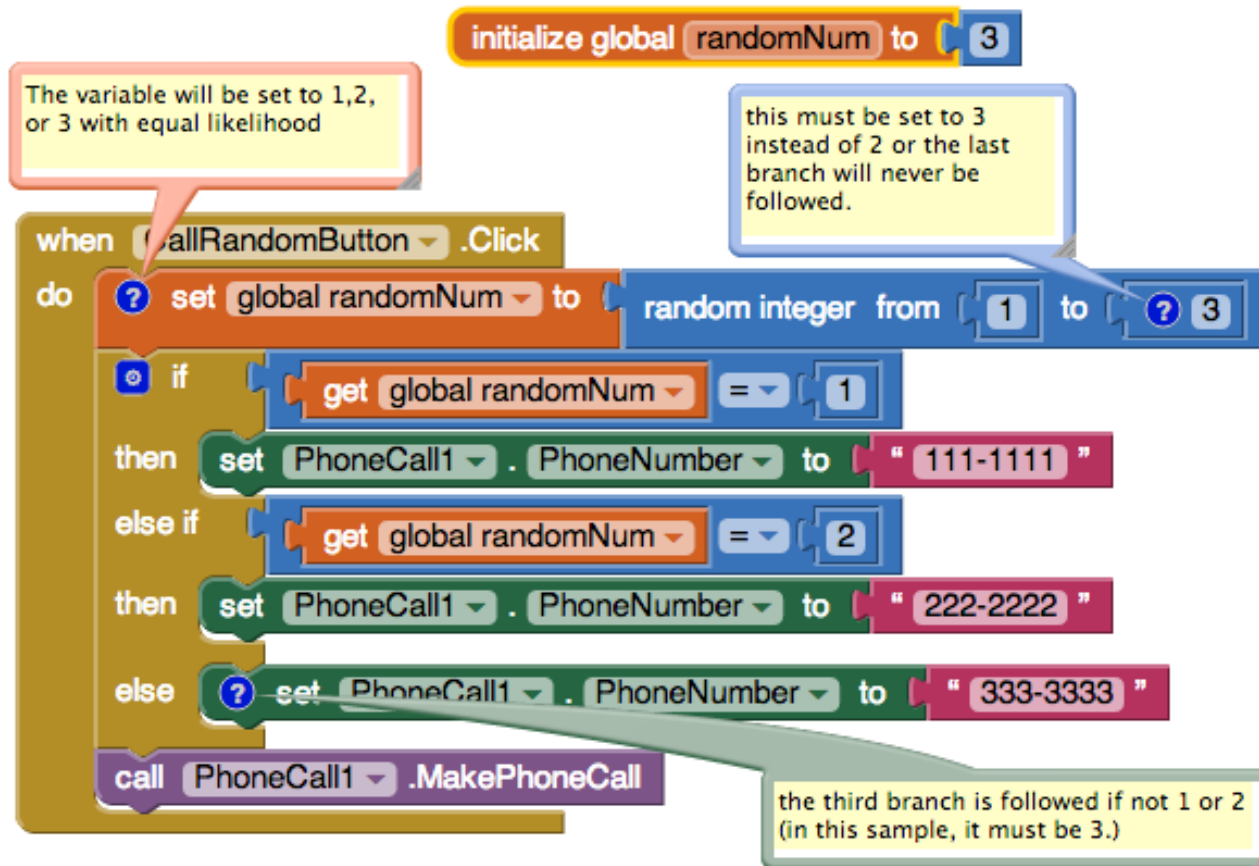 initialize global randomNum to 3
The variable will be set to 1,2,
or 3 with equal likelihood
this must be set to 3
instead of 2 or the last
branch will never be
followed.
when CallRandomButton .Click
do ? set global randomNum to random integer from 1 to ? 3
if get global randomNum = 1
then set PhoneCall1 . PhoneNumber to “ 111-1111 ”
else if get global randomNum = 2
then set PhoneCall1 . PhoneNumber to “ 222-2222 ”
else ? set PhoneCall1 . PhoneNumber to “ 333-3333 ”
call PhoneCall1 .MakePhoneCall
the third branch is followed if not 1 or 2
(in this sample, it must be 3.)